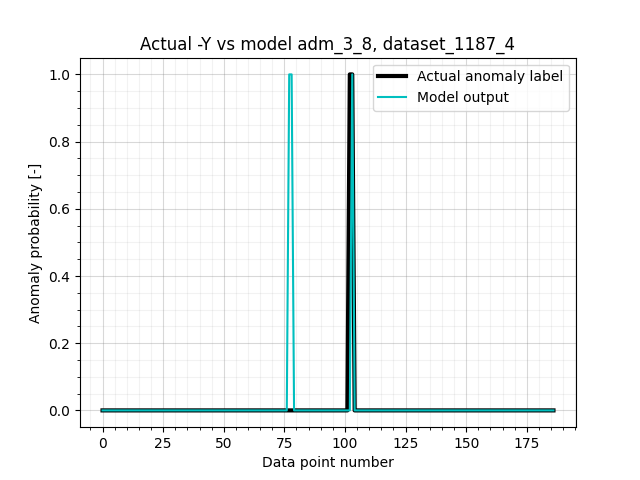 Actual -Y vs model adm_3_8, dataset_1187_4
Actual anomaly label
Model output
Anomaly probability [-]
1.0
0.8
0.6
0.4
0.2
0.0
0 25 50 75 100 125 150 175
Data point number